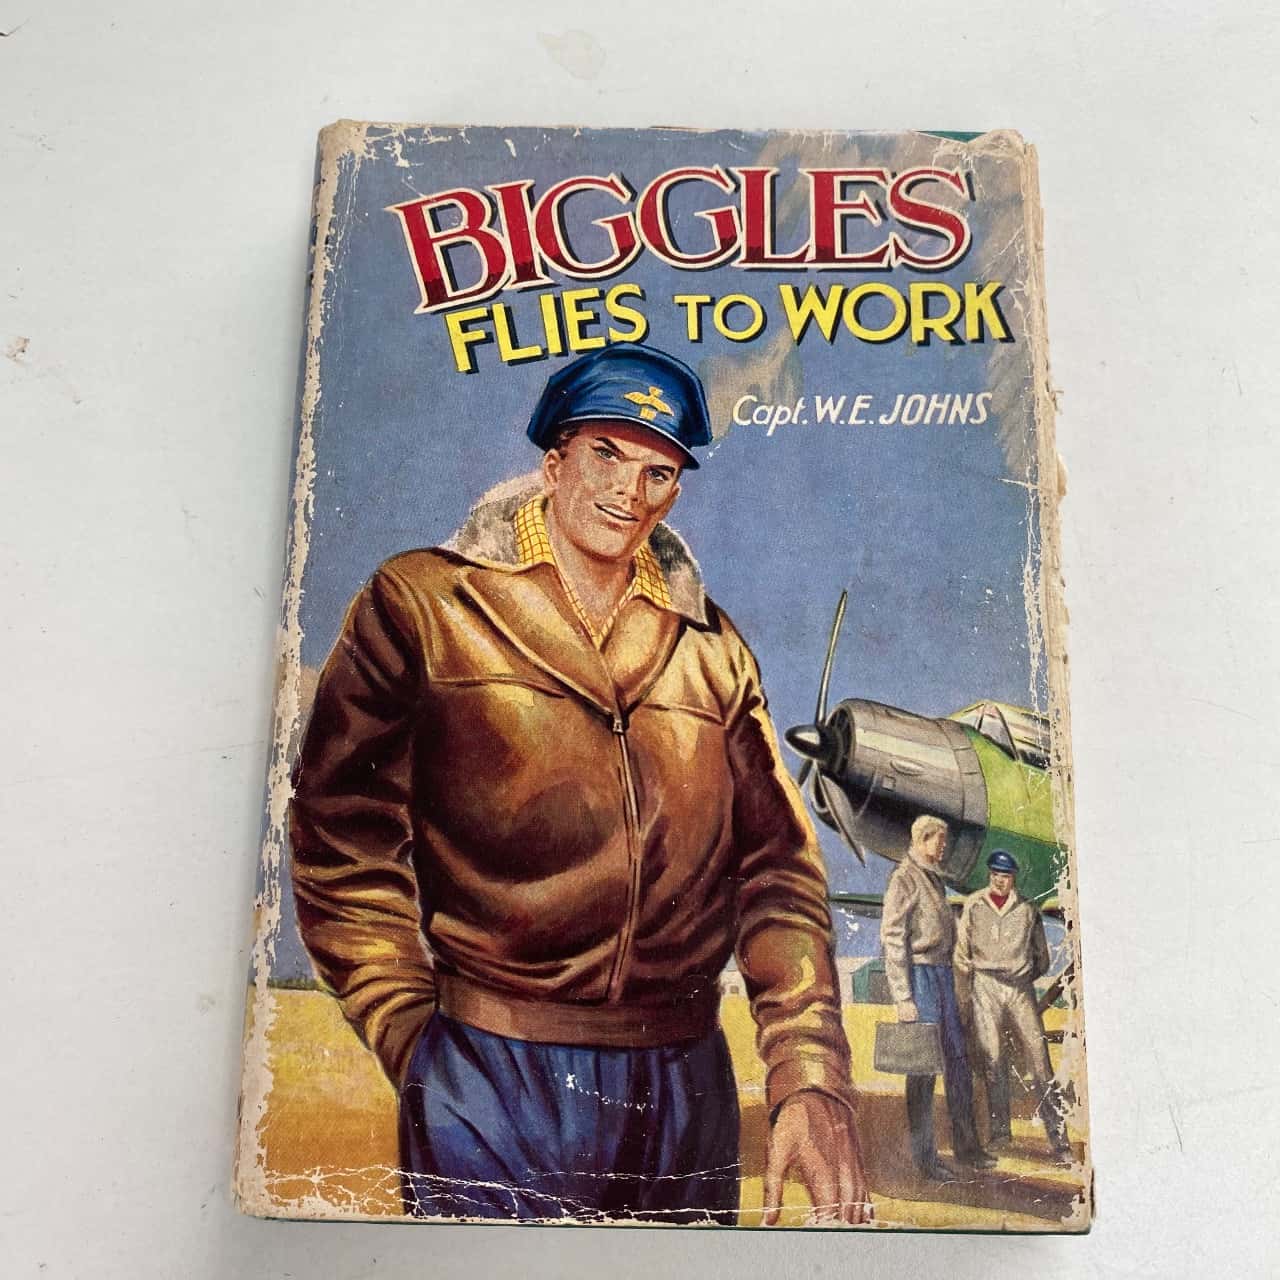 BIGGLES
FLIES TO WORK
Capt. W.E. JOHNS